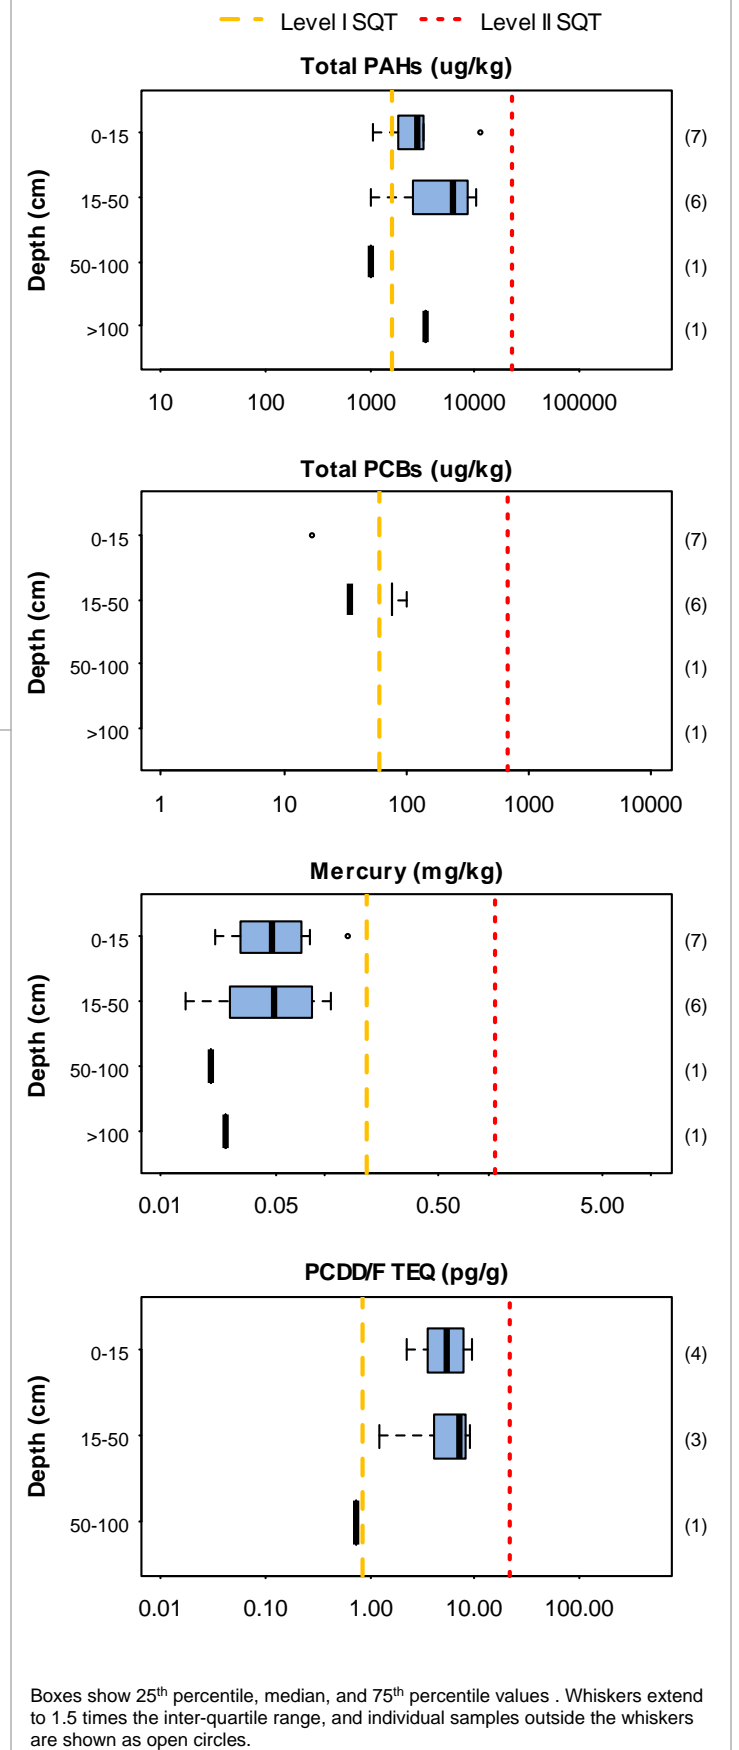 Level I SQT Level II SQT
Total PAHs (ug/kg)
Depth (cm)
0-15 (7)
15-50 (6)
50-100 (1)
>100 (1)
10 100 1000 10000 100000
Total PCBs (ug/kg)
Depth (cm)
0-15 (7)
15-50 (6)
50-100 (1)
>100 (1)
1 10 100 1000 10000
Mercury (mg/kg)
Depth (cm)
0-15 (7)
15-50 (6)
50-100 (1)
>100 (1)
0.01 0.05 0.50 5.00
PCDD/F TEQ (pg/g)
Depth (cm)
0-15 (4)
15-50 (3)
50-100 (1)
0.01 0.10 1.00 10.00 100.00
Boxes show 25th percentile, median, and 75th percentile values . Whiskers extend
to 1.5 times the inter-quartile range, and individual samples outside the whiskers
are shown as open circles.